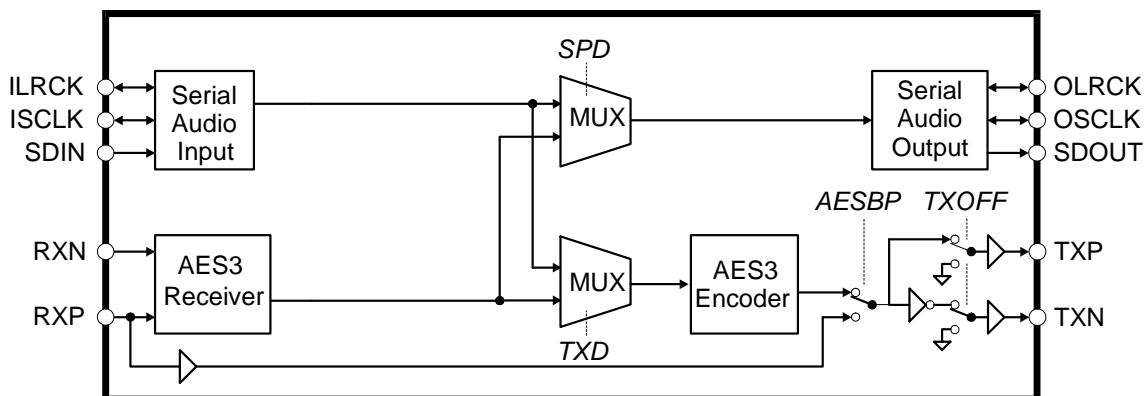 SPD
ILRCK
ISCLK
SDIN
Serial
Audio
Input
MUX
Serial
Audio
Output
OLRCK
OSCLK
SDOUT
AESBP
TXOFF
RXN
RXP
AES3
Receiver
MUX
TXD
AES3
Encoder
TXP
TXN